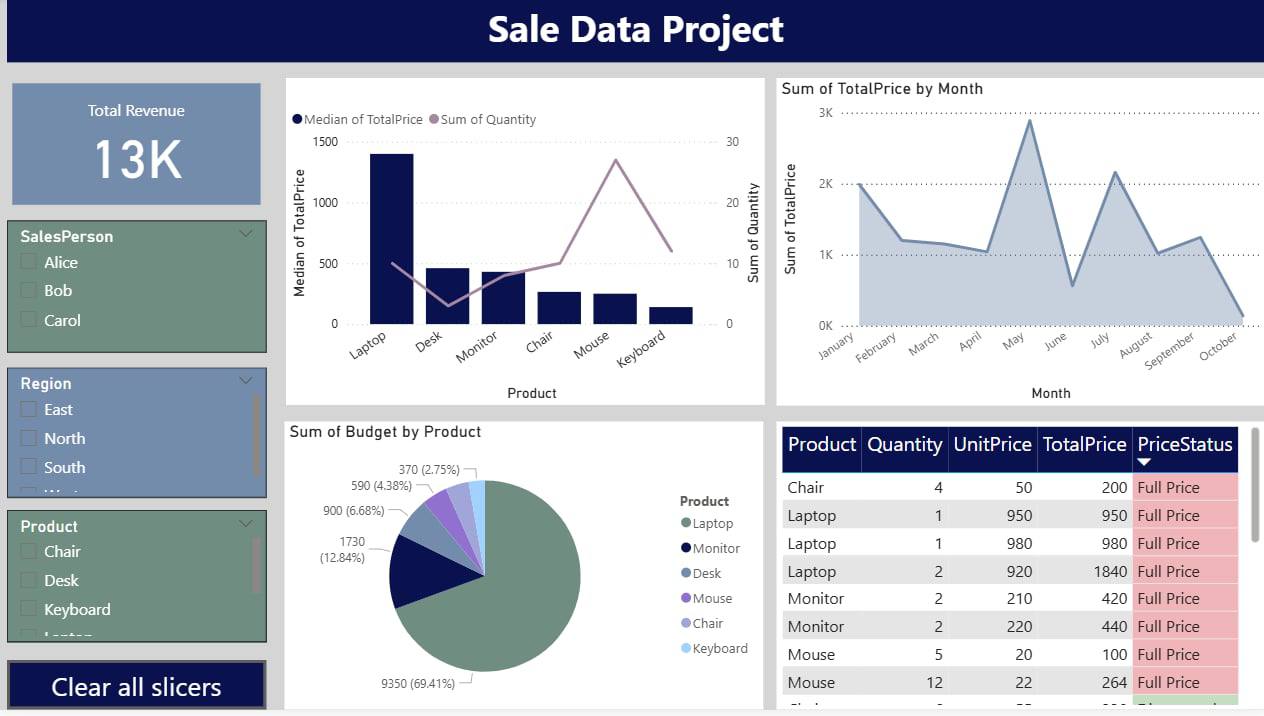 Sale Data Project
Total Revenue
13K
SalesPerson
Alice
Bob
Carol
Region
East
North
South
Product
Chair
Desk
Keyboard
Clear all slicers
Median of TotalPrice Sum of Quantity
1500
1000
500
0
30
20
10
0
Median of TotalPrice
Sum of Quantity
Laptop
Desk
Monitor
Chair
Mouse
Keyboard
Product
Sum of TotalPrice by Month
3K
2K
1K
0K
Sum of TotalPrice
January
February
March
April
May
June
July
August
September
October
Month
Sum of Budget by Product
370 (2.75%)
590 (4.38%)
900 (6.68%)
1730
(12.84%)
9350 (69.41%)
Product
Laptop
Monitor
Desk
Mouse
Chair
Keyboard
Product Quantity UnitPrice TotalPrice PriceStatus
Chair 4 50 200 Full Price
Laptop 1 950 950 Full Price
Laptop 1 980 980 Full Price
Laptop 2 920 1840 Full Price
Monitor 2 210 420 Full Price
Monitor 2 220 440 Full Price
Mouse 5 20 100 Full Price
Mouse 12 22 264 Full Price